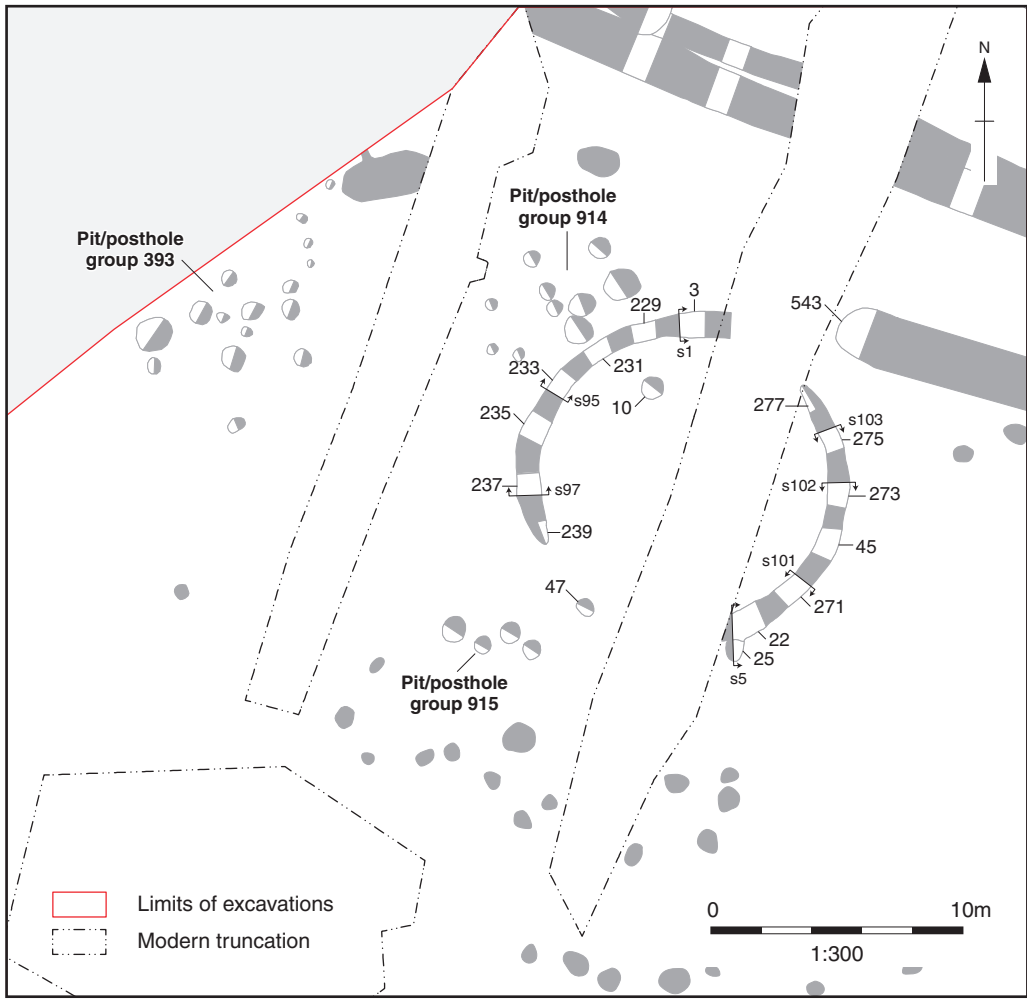 N
Pit/posthole
group 914
Pit/posthole
group 393
3
229
543
s1
233
231
s95
10
277
235
s103
275
237
s97
s102
273
239
45
s101
47
271
22
25
Pit/posthole
group 915
s5
Limits of excavations
Modern truncation
0 10m
1:300